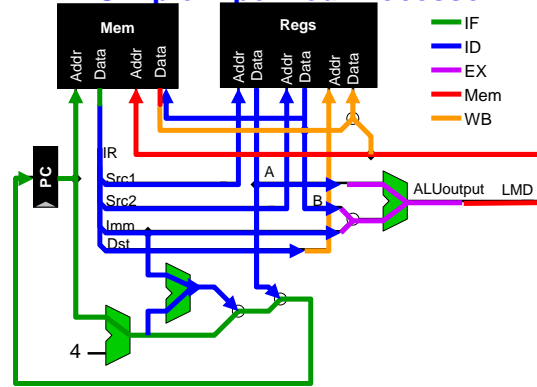 Mem
Regs
Addr
Data
Addr
Data
Addr
Data
Addr
Data
Addr
Data
IF
ID
EX
Mem
WB
PC
IR
Src1
Src2
Imm
Dst
A
B
ALUoutput
LMD
4